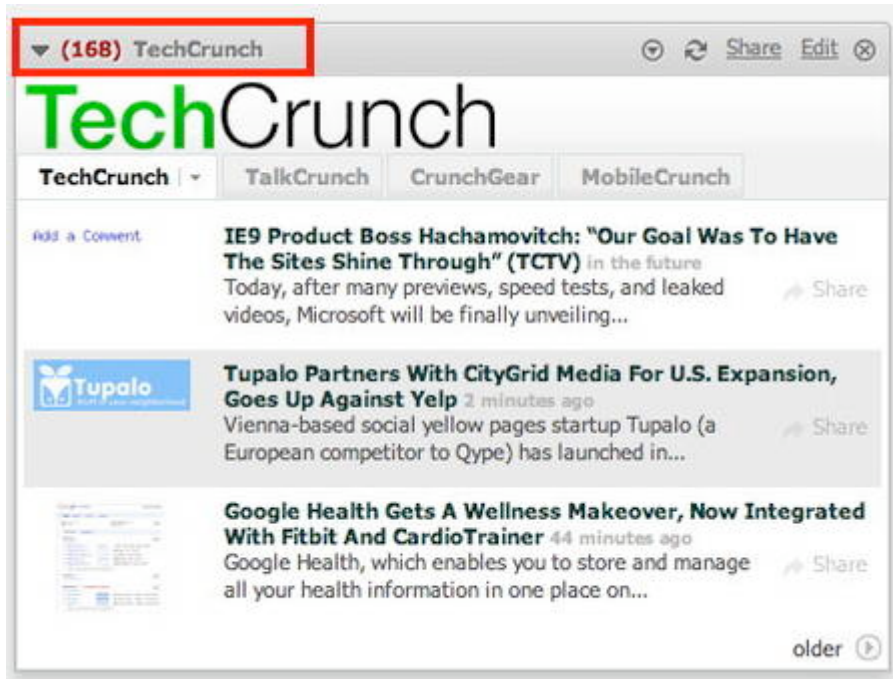 (168) TechCrunch Share Edit
TechCrunch
TechCrunch TalkCrunch CrunchGear MobileCrunch
Add a Comment
IE9 Product Boss Hachamovitch: “Our Goal Was To Have
The Sites Shine Through” (TCTV) in the future
Today, after many previews, speed tests, and leaked
videos, Microsoft will be finally unveiling...
Share
Tupalo
Tupalo Partners With CityGrid Media For U.S. Expansion,
Goes Up Against Yelp 2 minutes ago
Vienna-based social yellow pages startup Tupalo (a
European competitor to Qype) has launched in...
Share
Google Health Gets A Wellness Makeover, Now Integrated
With Fitbit And CardioTrainer 44 minutes ago
Google Health, which enables you to store and manage
all your health information in one place on...
Share
older